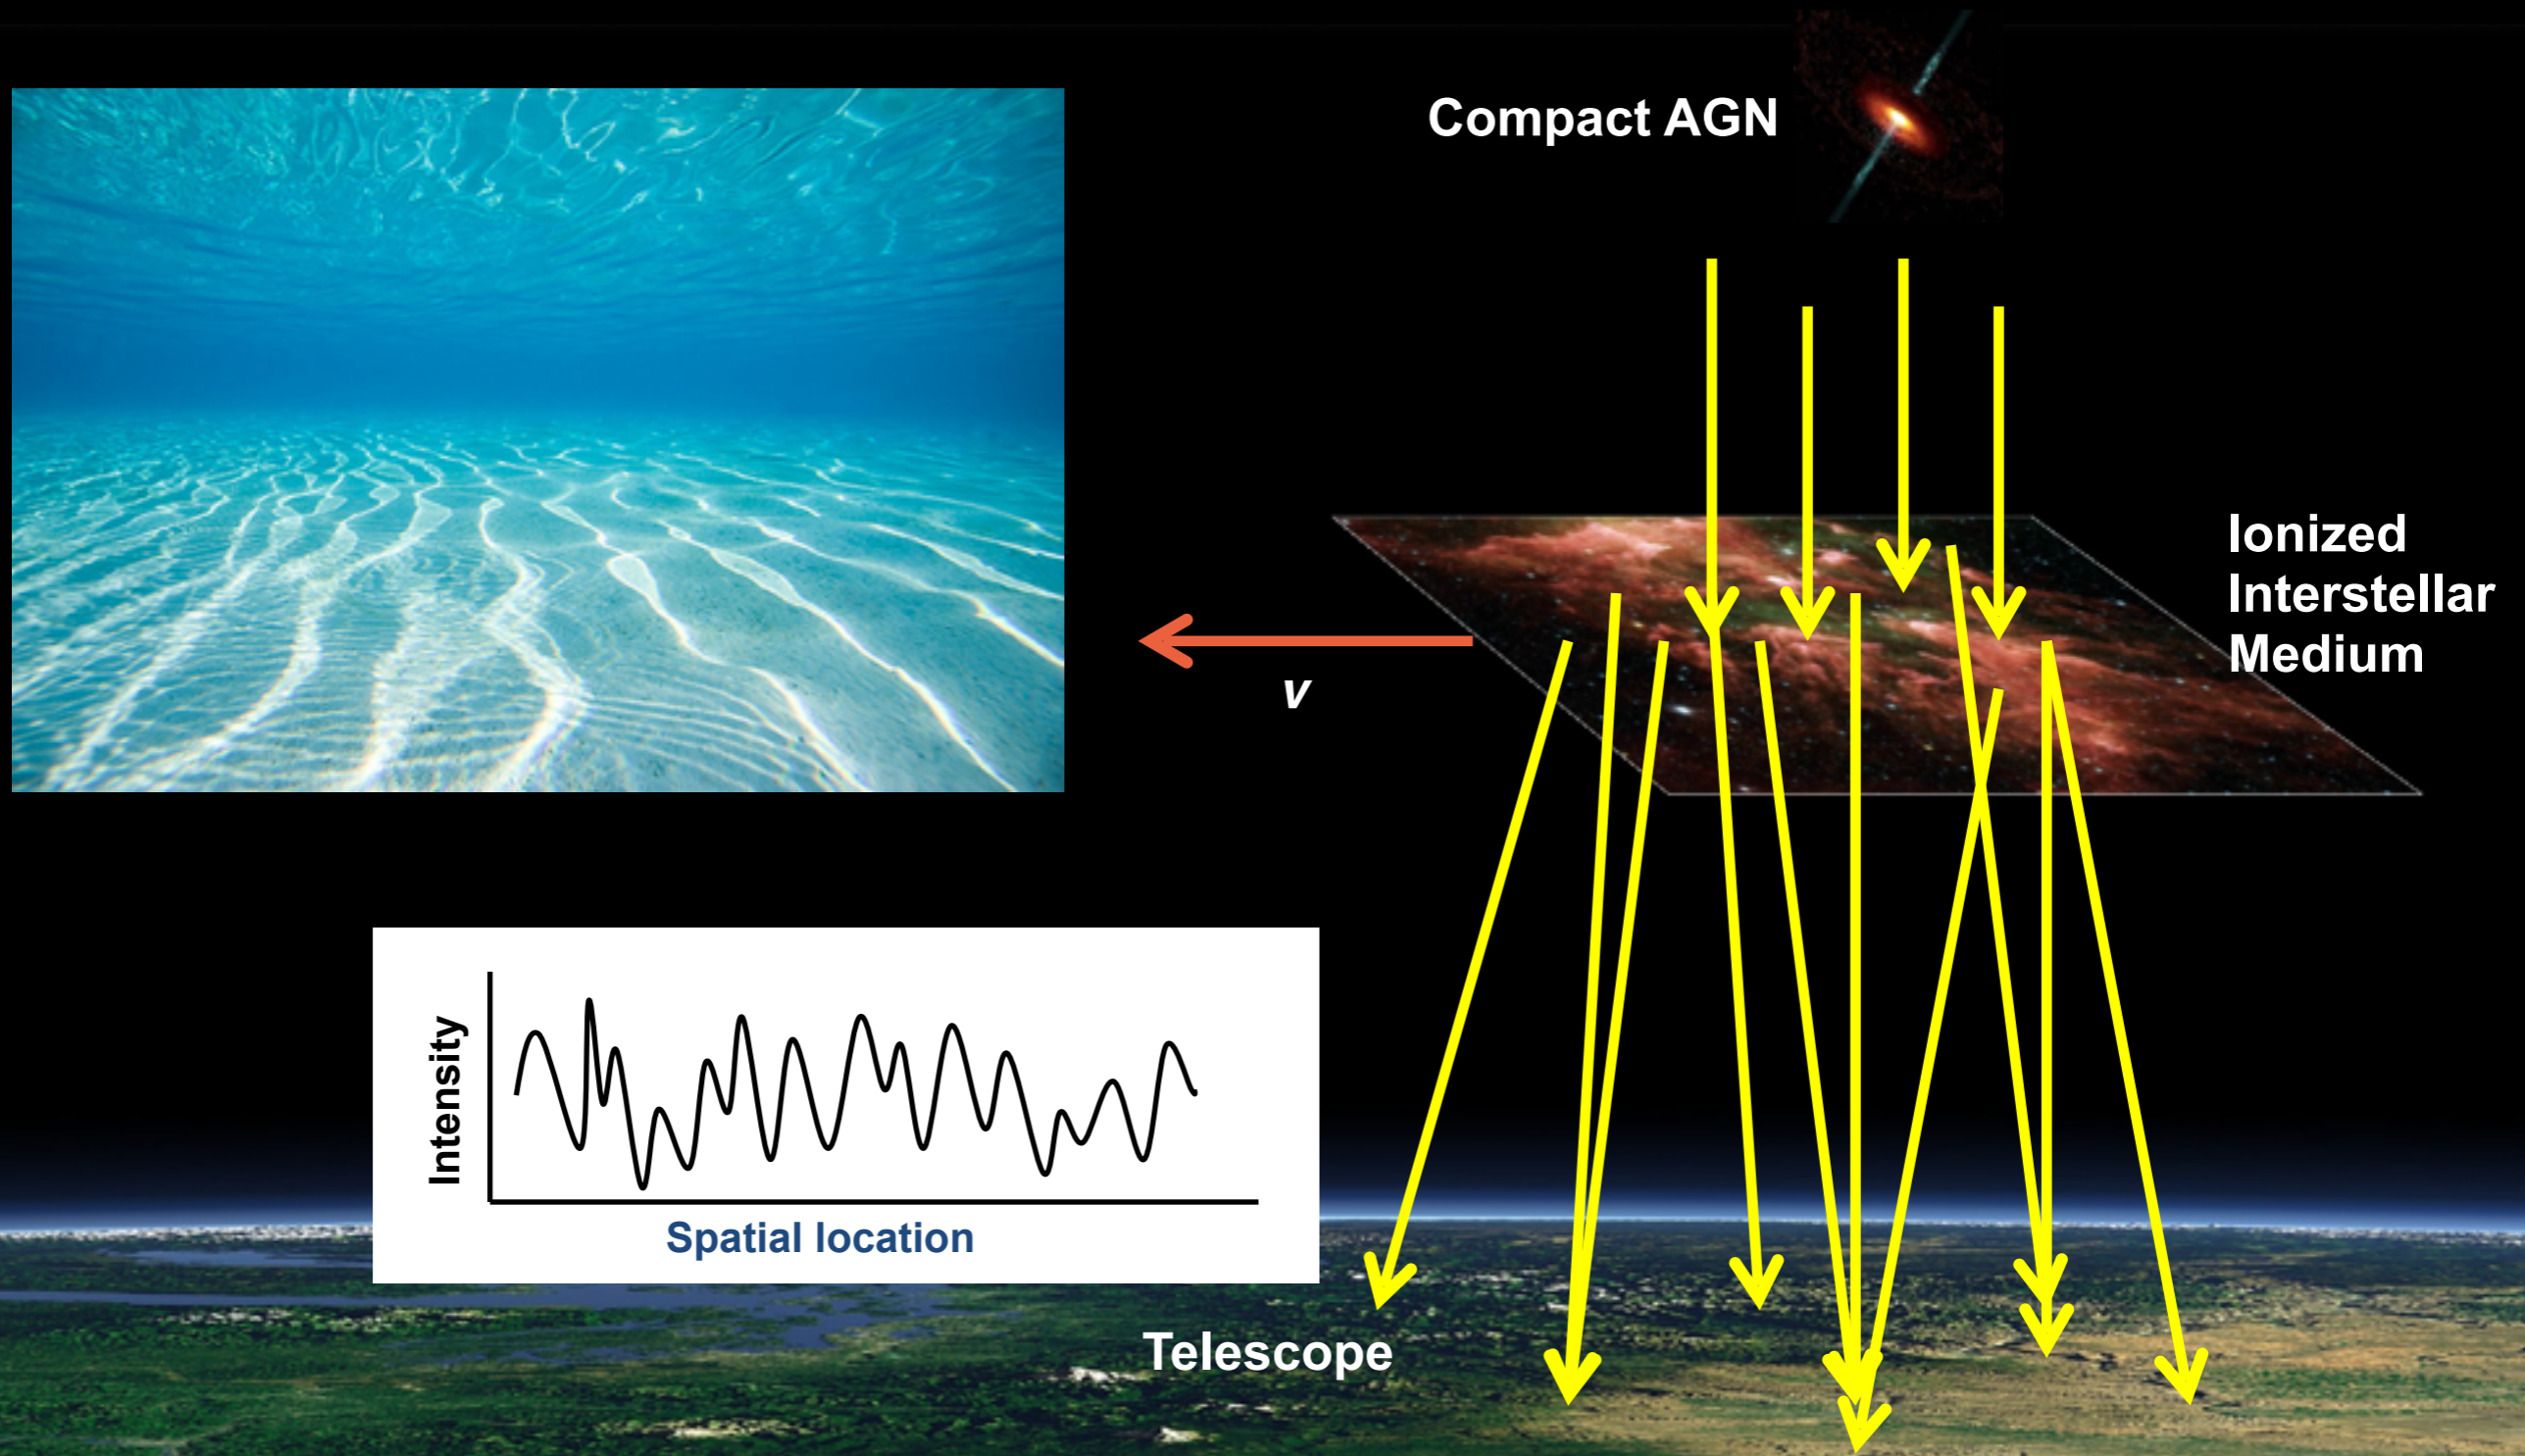 Compact AGN
Ionized
Interstellar
Medium
v
Intensity
Spatial location
Telescope